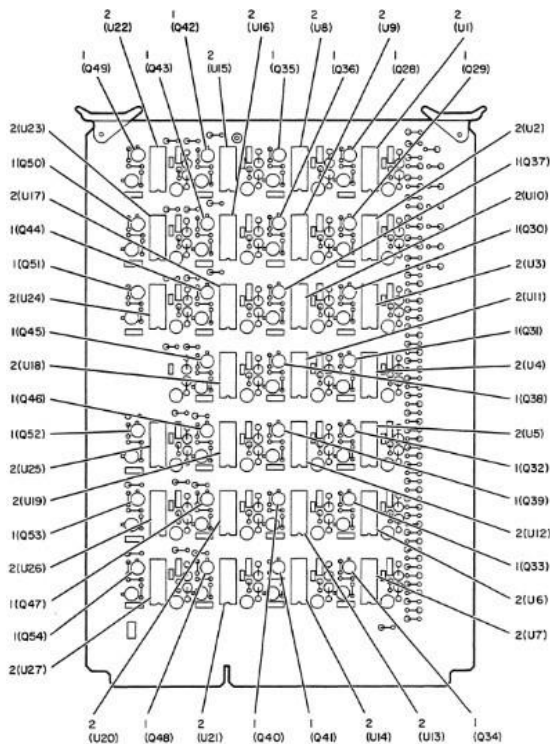 2 (U22)
1 (Q42)
2 (U16)
2 (U8)
2 (U9)
2 (U1)
1 (Q49)
1 (Q43)
2 (U15)
1 (Q35)
1 (Q36)
1 (Q28)
1 (Q29)
2(U23)
1(Q50)
2(U17)
1(Q44)
1(Q51)
2(U24)
1(Q45)
2(U18)
1(Q46)
1(Q52)
2(U25)
2(U19)
1(Q53)
2(U26)
1(Q47)
1(Q54)
2(U27)
2(U2)
1(Q37)
2(U10)
1(Q30)
2(U3)
2(U11)
1(Q31)
2(U4)
1(Q38)
2(U5)
1(Q32)
1(Q39)
2(U12)
1(Q33)
2(U6)
2(U7)
2 (U20)
1 (Q48)
2 (U21)
1 (Q40)
1 (Q41)
2 (U14)
2 (U13)
1 (Q34)